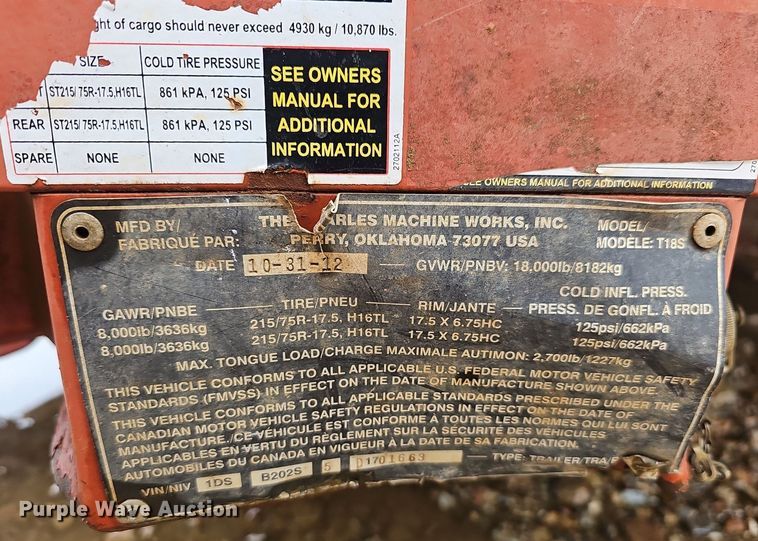 ght of cargo should never exceed 4930 kg / 10,870 lbs.
SIZE COLD TIRE PRESSURE
SEE OWNERS MANUAL FOR ADDITIONAL INFORMATION
T ST215/ 75R-17.5,H16TL 861 kPA, 125 PSI
REAR ST215/ 75R-17.5,H16TL 861 kPA, 125 PSI
SPARE NONE NONE
2702112A
SEE OWNERS MANUAL FOR ADDITIONAL INFORMATION
MFD BY/ THE ARLES MACHINE WORKS, INC. MODEL/
FABRIQUÉ PAR: PERRY, OKLAHOMA 73077 USA MODÈLE: T18S
DATE 10-31-12 GVWR/PNBV: 18,000lb/8182kg
COLD INFL. PRESS.
GAWR/PNBE TIRE/PNEU RIM/JANTE PRESS. DE GONFL. À FROID
8,000lb/3636kg 215/75R-17.5, H16TL 17.5 X 6.75HC 125psi/662kPa
8,000lb/3636kg 215/75R-17.5, H16TL 17.5 X 6.75HC 125psi/662kPa
MAX. TONGUE LOAD/CHARGE MAXIMALE AUTIMON: 2,700lb/1227kg
THIS VEHICLE CONFORMS TO ALL APPLICABLE U.S. FEDERAL MOTOR VEHICLE SAFETY
STANDARDS (FMVSS) IN EFFECT ON THE DATE OF MANUFACTURE SHOWN ABOVE.
THIS VEHICLE CONFORMS TO ALL APPLICABLE STANDARDS PRESCRIBED UNDER THE
CANADIAN MOTOR VEHICLE SAFETY REGULATIONS IN EFFECT ON THE DATE OF
MANUFACTURE./CE VÉHICULE EST CONFORME À TOUTES LES NORMES QUI LUI SONT
APPLICABLES EN VERTU DU RÈGLEMENT SUR LA SÉCURITÉ DES VÉHICULES
AUTOMOBILES DU CANADA EN VIGUEUR À LA DATE DE SA FABRICATION.
VIN/NIV 1DS B202S 5 D1701663 TYPE: TRAILER/TRA/
Purple Wave Auction